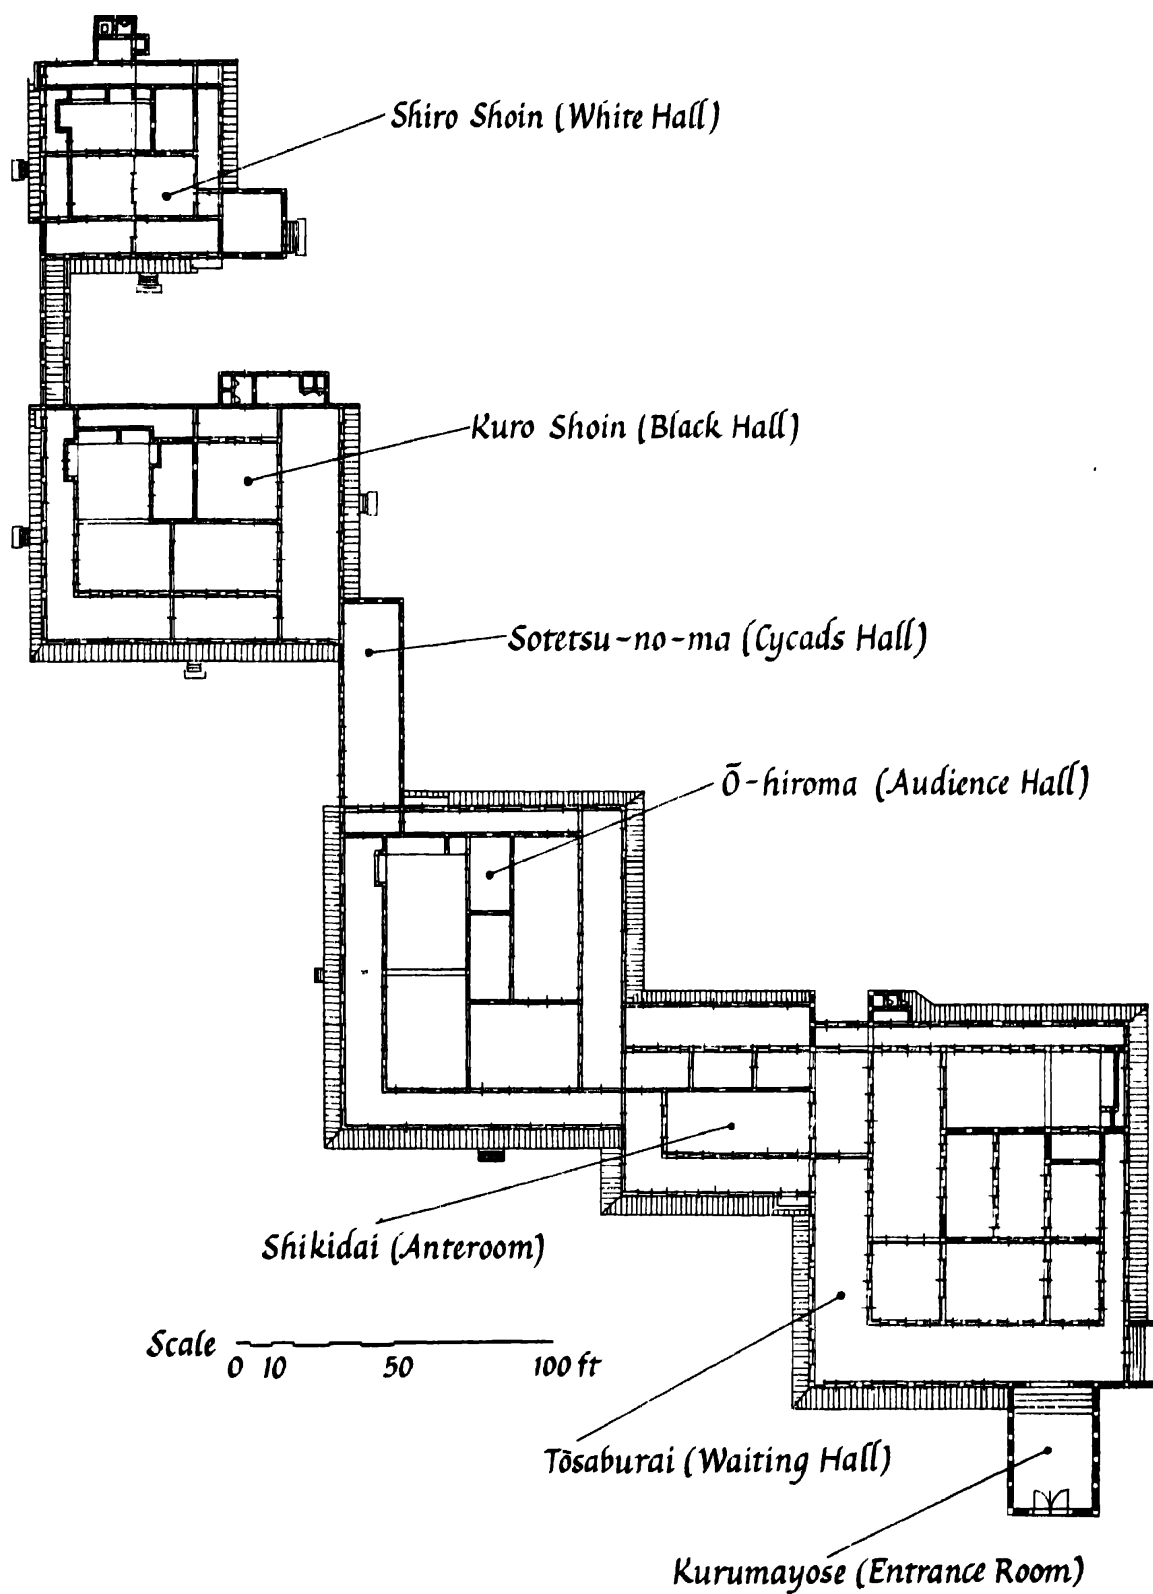 Shiro Shoin (White Hall)
Kuro Shoin (Black Hall)
Sotetsu-no-ma (Cycads Hall)
Ō-hiroma (Audience Hall)
Shikidai (Anteroom)
Scale
0 10 50 100 ft
Tōsaburai (Waiting Hall)
Kurumayose (Entrance Room)